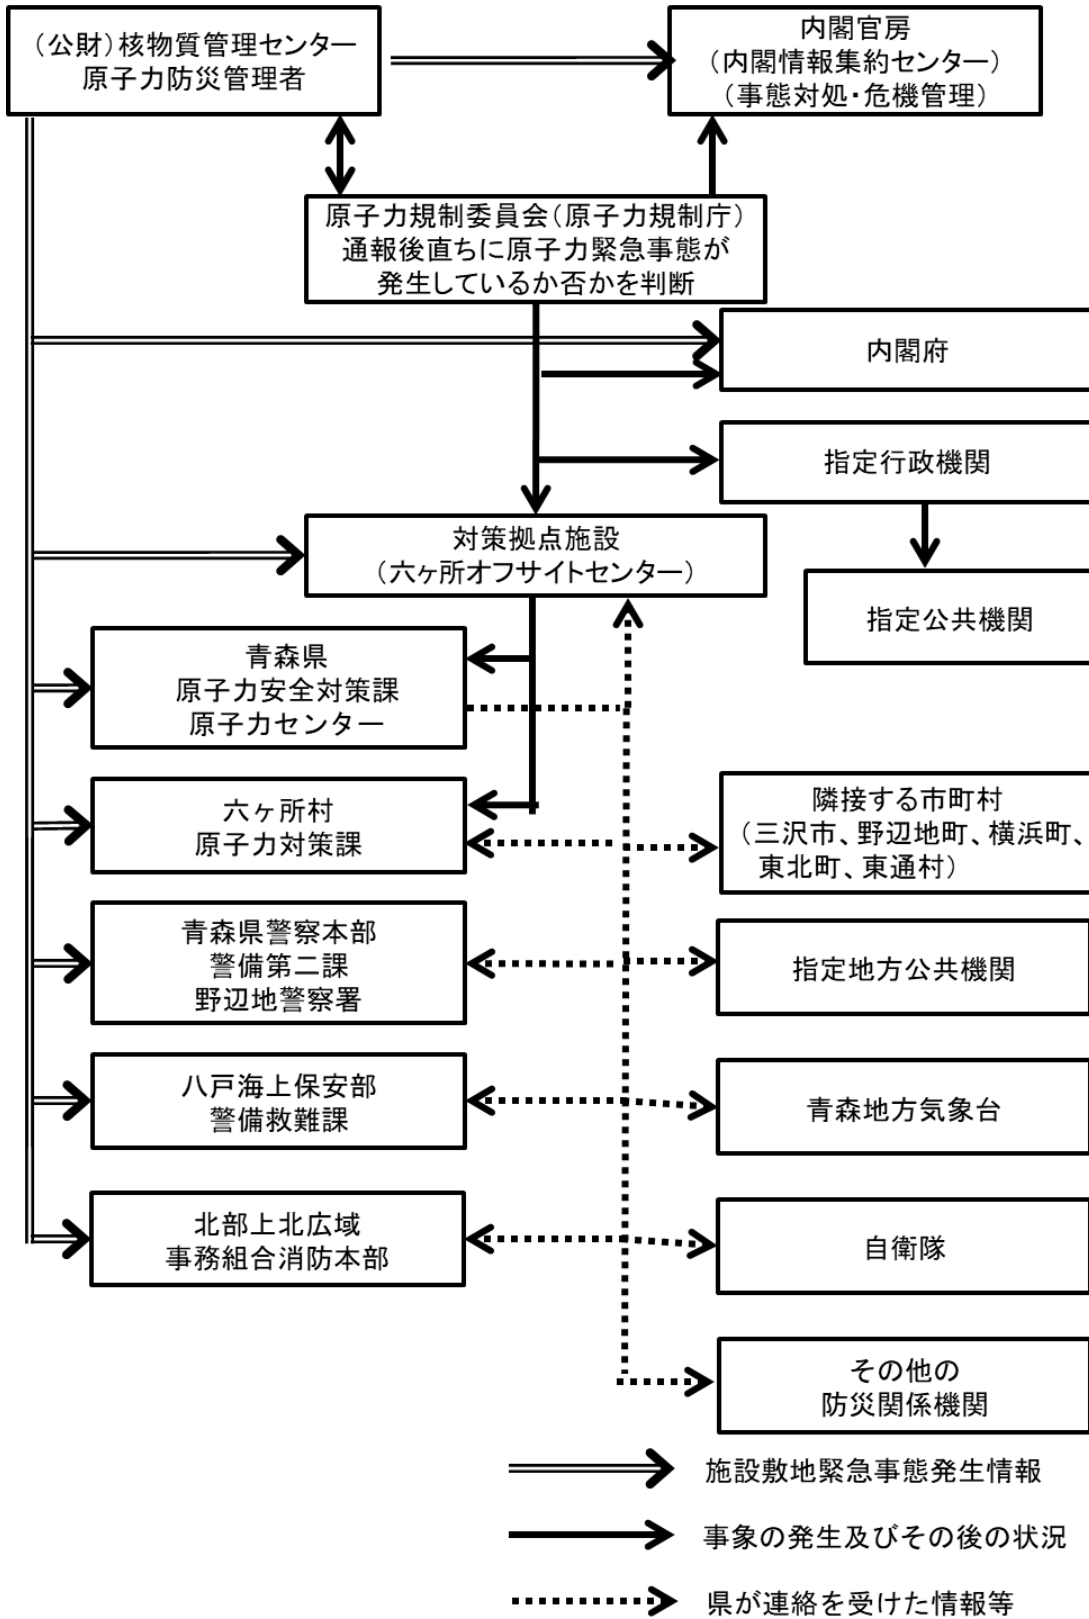 (公財)核物質管理センター
原子力防災管理者
内閣官房
(内閣情報集約センター)
(事態対処・危機管理)
原子力規制委員会(原子力規制庁)
通報後直ちに原子力緊急事態が
発生しているか否かを判断
内閣府
指定行政機関
対策拠点施設
(六ヶ所オフサイトセンター)
指定公共機関
青森県
原子力安全対策課
原子力センター
六ヶ所村
原子力対策課
隣接する市町村
(三沢市、野辺地町、横浜町、
東北町、東通村)
青森県警察本部
警備第二課
野辺地警察署
指定地方公共機関
八戸海上保安部
警備救難課
青森地方気象台
北部上北広域
事務組合消防本部
自衛隊
その他の
防災関係機関
施設敷地緊急事態発生情報
事象の発生及びその後の状況
県が連絡を受けた情報等